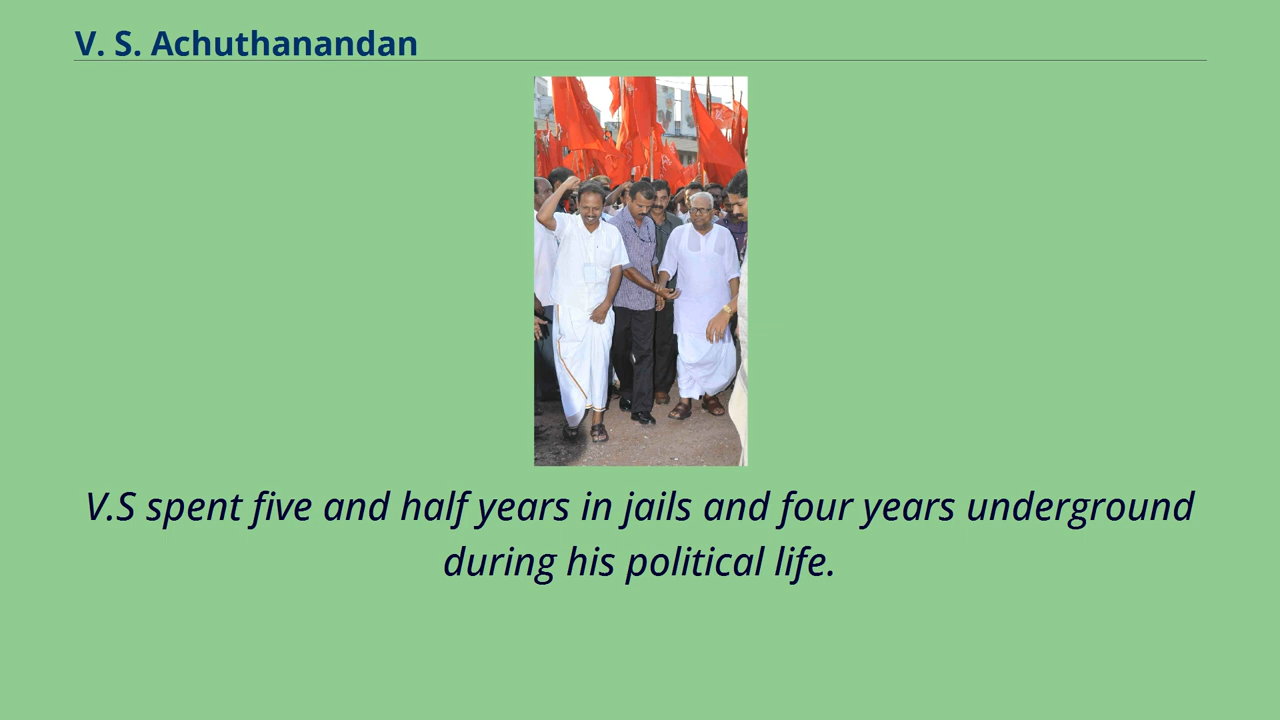 V. S. Achuthanandan
V.S spent five and half years in jails and four years underground
during his political life.